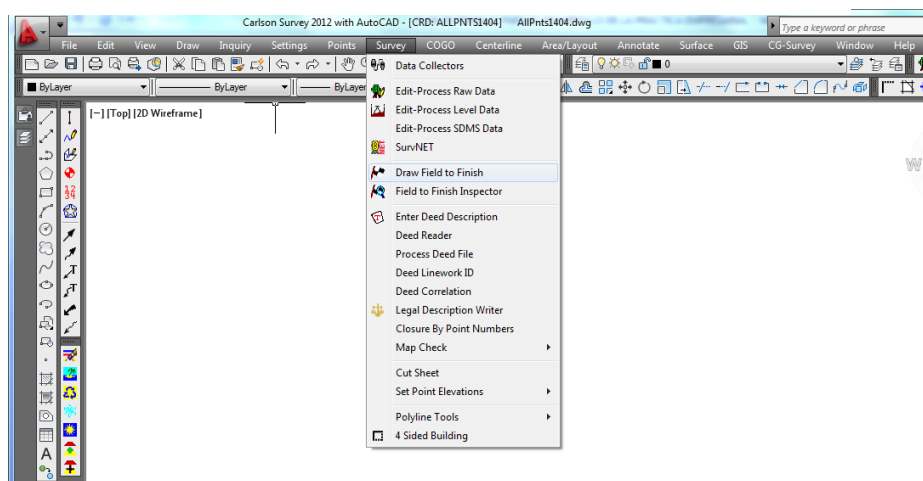 Carlson Survey 2012 with AutoCAD - [CRD: ALLPNTS1404] AllPnts1404.dwg
Type a keyword or phrase
File Edit View Draw Inquiry Settings Points Survey COGO Centerline Area/Layout Annotate Surface GIS CG-Survey Window Help
0
ByLayer ByLayer ByLayer
[−] [Top] [2D Wireframe]
Data Collectors
Edit-Process Raw Data
Edit-Process Level Data
Edit-Process SDMS Data
SurvNET
Draw Field to Finish
Field to Finish Inspector
Enter Deed Description
Deed Reader
Process Deed File
Deed Linework ID
Deed Correlation
Legal Description Writer
Closure By Point Numbers
Map Check
Cut Sheet
Set Point Elevations
Polyline Tools
4 Sided Building
12
34
W
A